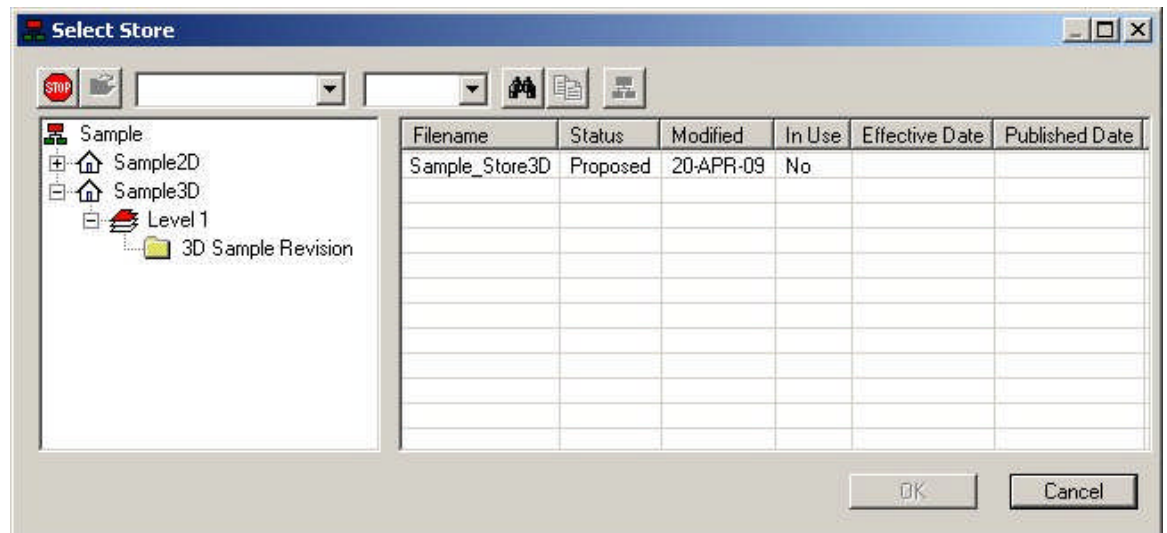 Select Store
STOP
Sample
Sample2D
Sample3D
Level 1
3D Sample Revision
Filename Status Modified In Use Effective Date Published Date
Sample_Store3D Proposed 20-APR-09 No
OK Cancel